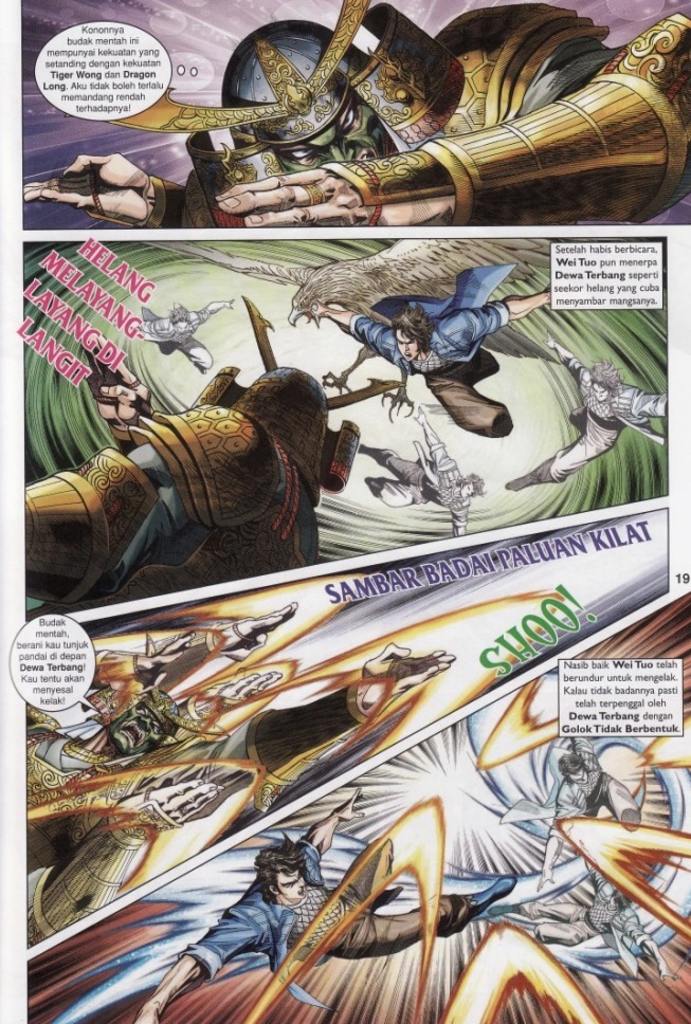 Kononnya
budak mentah ini
mempunyai kekuatan yang
setanding dengan kekuatan
Tiger Wong dan Dragon
Long. Aku tidak boleh terlalu
memandang rendah
terhadapnya!
HELANG
MELAYANG-
LAYANG DI
LANGIT
Setelah habis berbicara,
Wei Tuo pun menerpa
Dewa Terbang seperti
seekor helang yang cuba
menyambar mangsanya.
SAMBAR BADAI PALUAN KILAT
19
SHOO!
Budak
mentah,
berani kau tunjuk
pandai di depan
Dewa Terbang!
Kau tentu akan
menyesal
kelak!
Nasib baik Wei Tuo telah
berundur untuk mengelak.
Kalau tidak badannya pasti
telah terpenggal oleh
Dewa Terbang dengan
Golok Tidak Berbentuk.